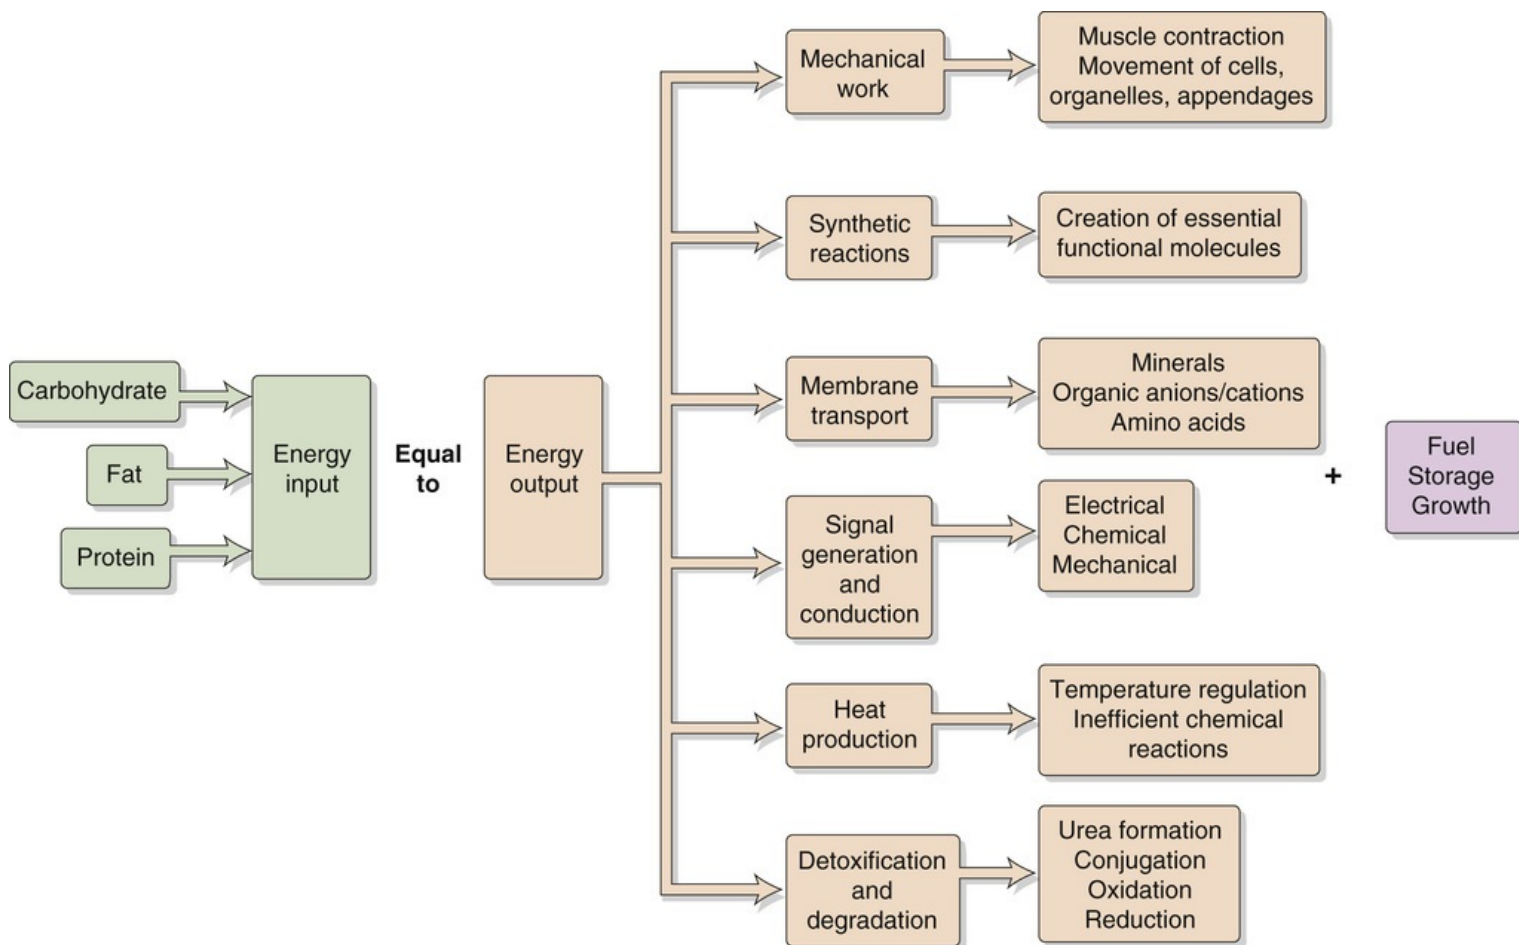 Carbohydrate
Fat
Protein
Energy
input
Equal
to
Energy
output
Mechanical
work
Muscle contraction
Movement of cells,
organelles, appendages
Synthetic
reactions
Creation of essential
functional molecules
Membrane
transport
Minerals
Organic anions/cations
Amino acids
Signal
generation
and
conduction
Electrical
Chemical
Mechanical
Heat
production
Temperature regulation
Inefficient chemical
reactions
Detoxification
and
degradation
Urea formation
Conjugation
Oxidation
Reduction
+
Fuel
Storage
Growth